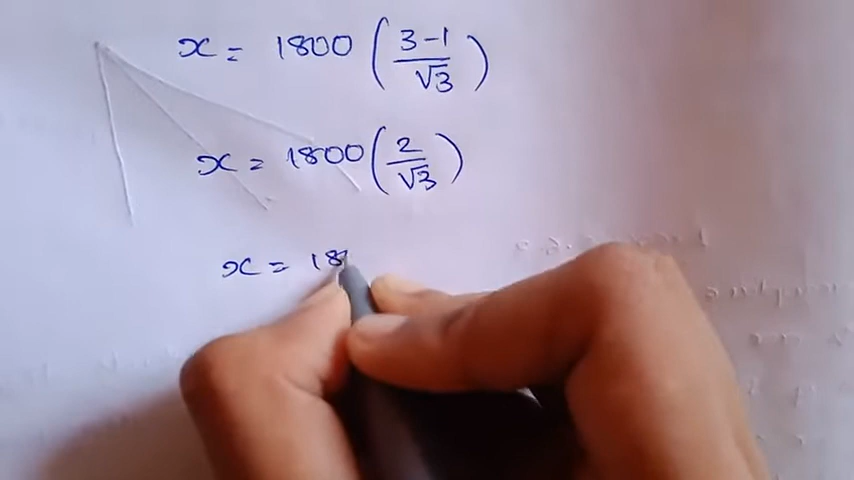 x = 1800 (3-1/√3)
x = 1800 (2/√3)
x = 18